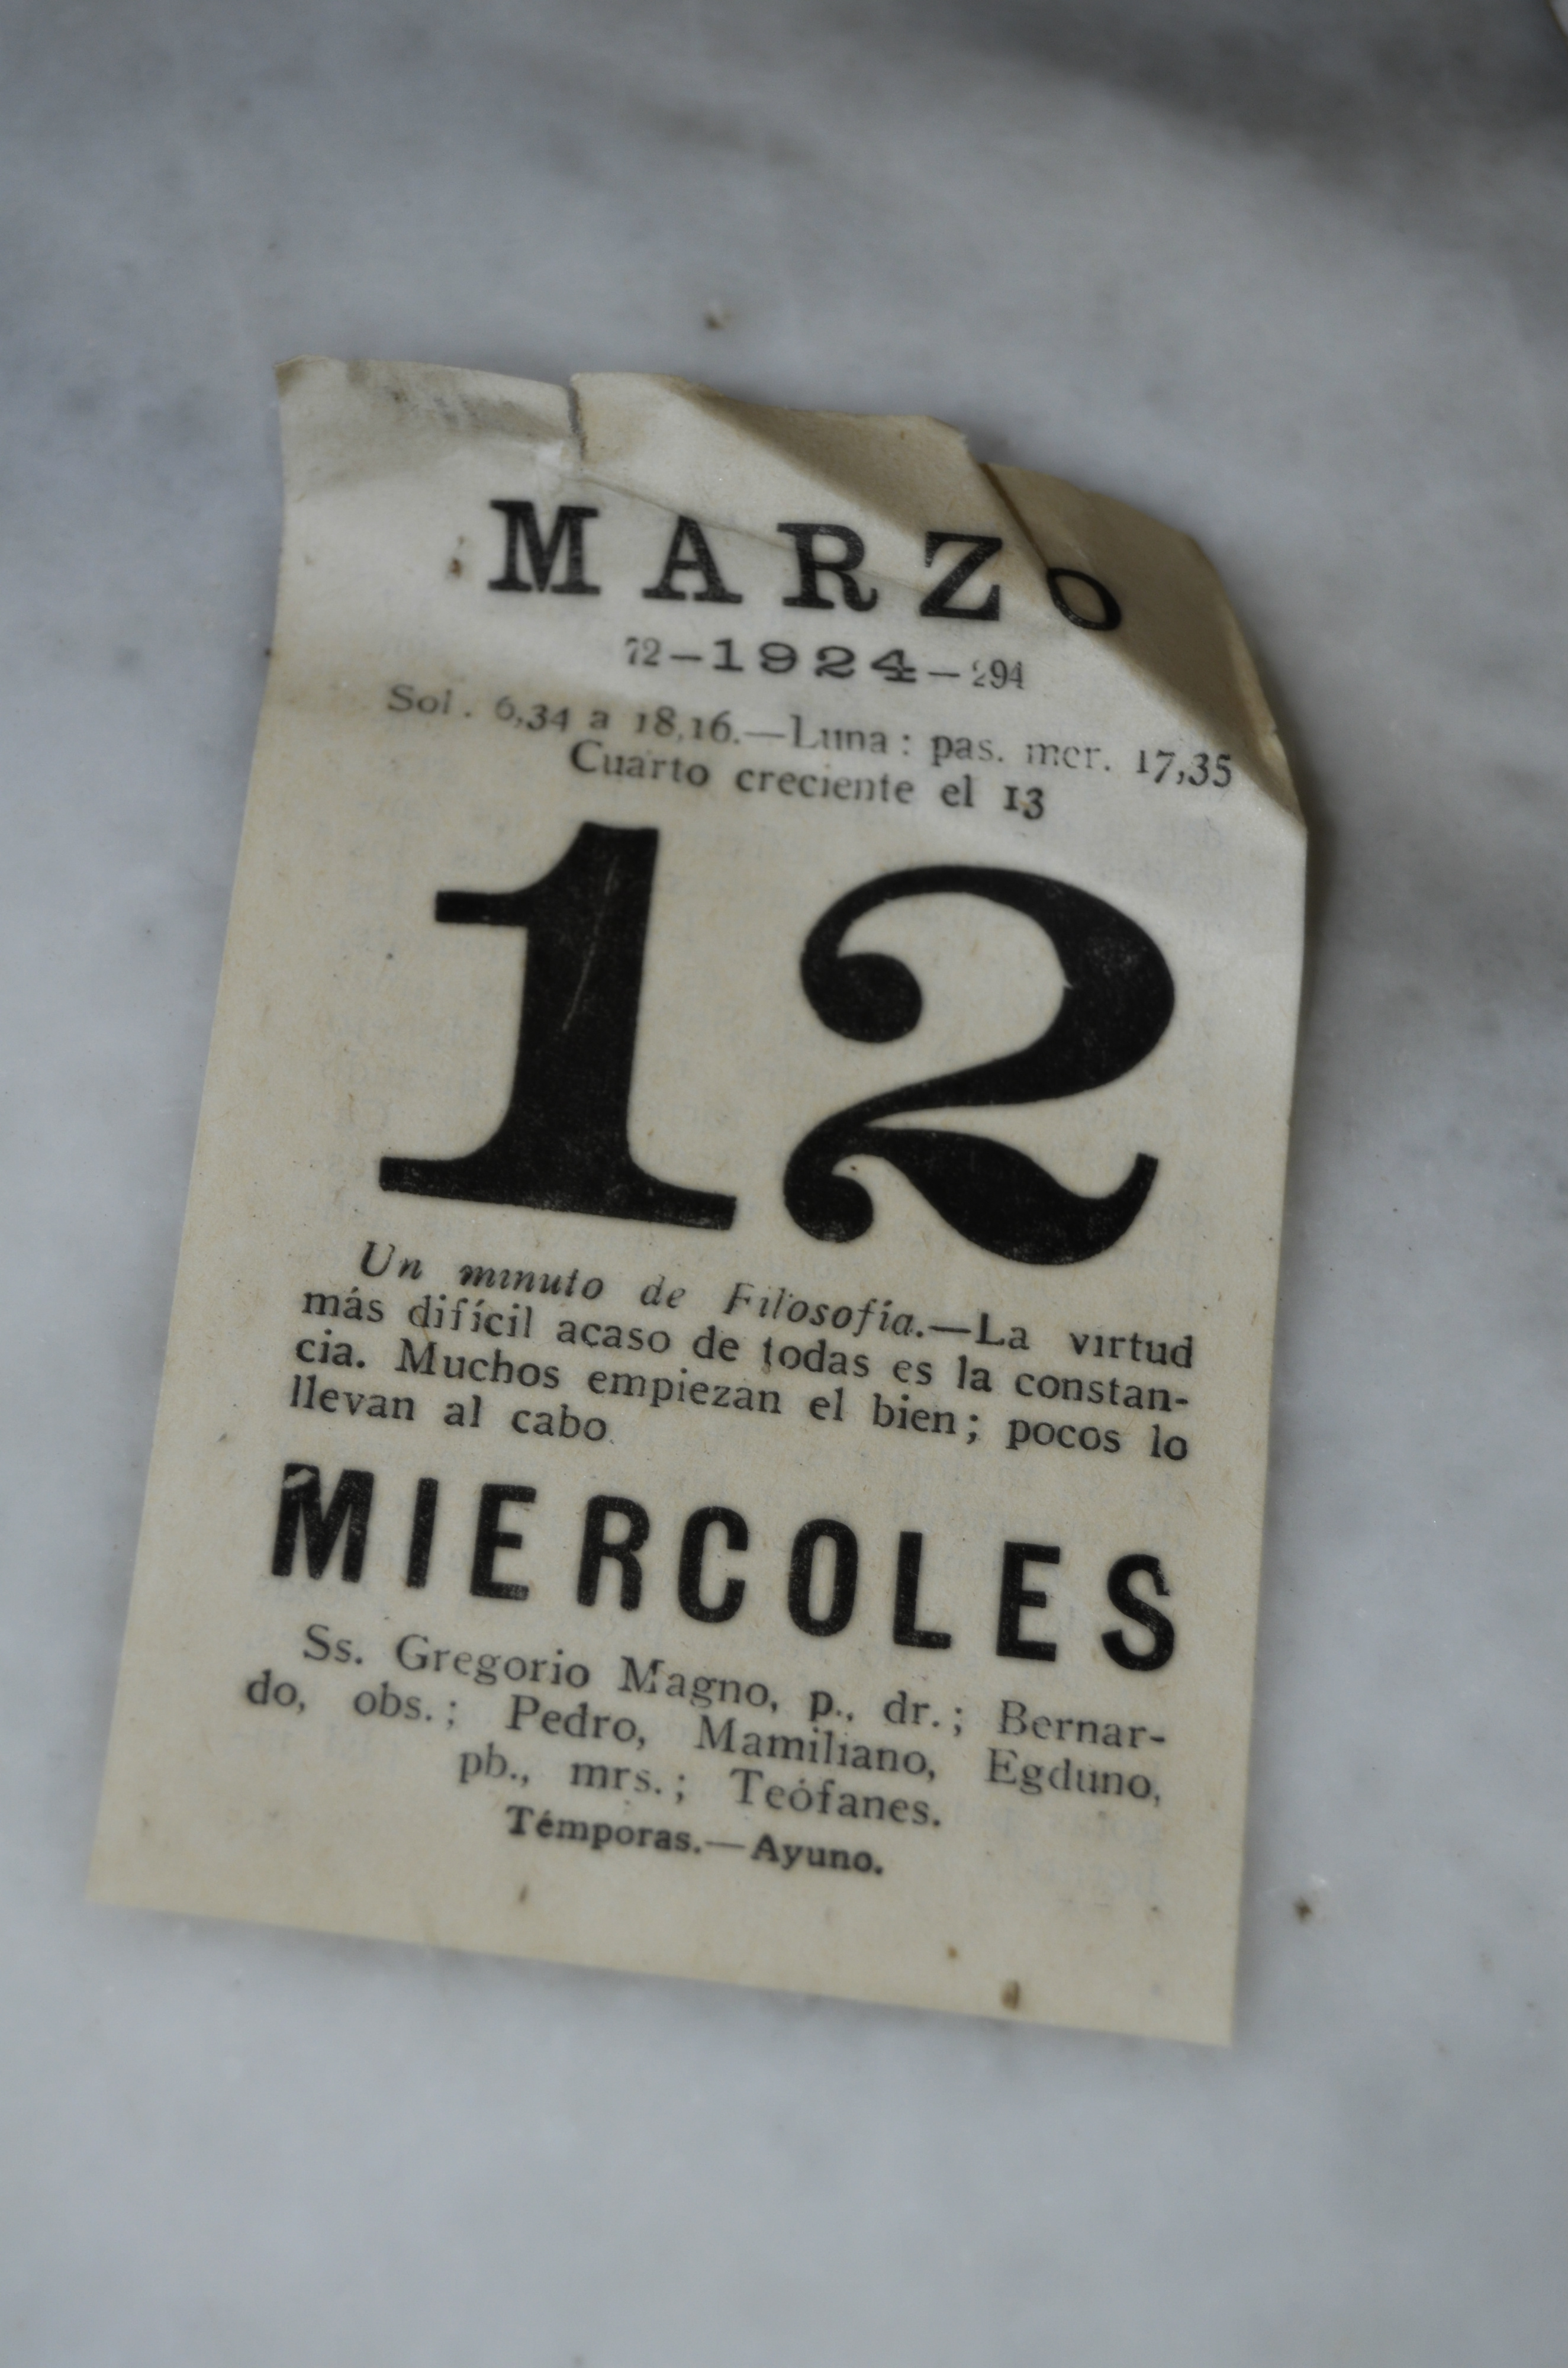 MARZO
72-1924-294
Sol. 6,34 a 18,16.—Luna: pas. mer. 17,35
Cuarto creciente el 13
12
Un minuto de Filosofía.—La virtud
más difícil acaso de todas es la constan-
cia. Muchos empiezan el bien; pocos lo
llevan al cabo.
MIERCOLES
Ss. Gregorio Magno, p., dr.; Bernar-
do, obs.; Pedro, Mamiliano, Egduno,
pb., mrs.; Teófanes.
Témporas.—Ayuno.